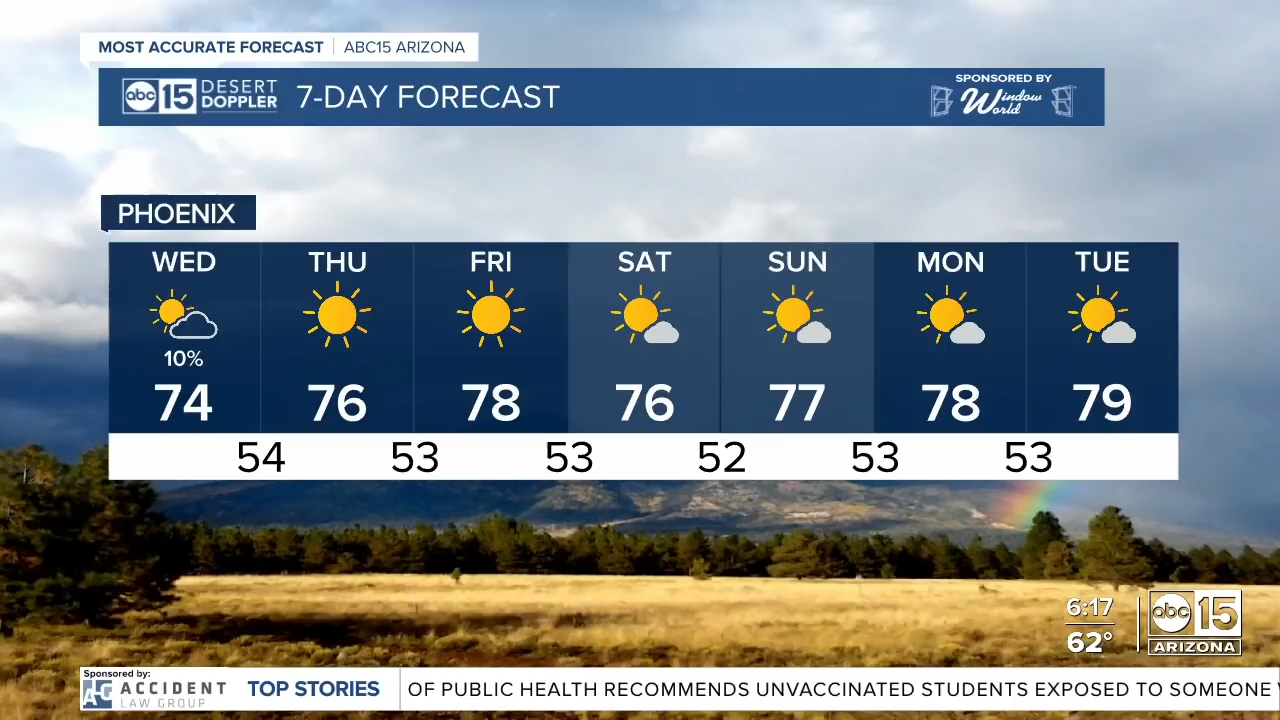 MOST ACCURATE FORECAST | ABC15 ARIZONA
abc 15 DESERT DOPPLER 7-DAY FORECAST
SPONSORED BY
Window World
PHOENIX
WED THU FRI SAT SUN MON TUE
10%
74 76 78 76 77 78 79
54 53 53 52 53 53
6:17
62°
abc 15
ARIZONA
Sponsored by:
AG ACCIDENT
LAW GROUP
TOP STORIES
OF PUBLIC HEALTH RECOMMENDS UNVACCINATED STUDENTS EXPOSED TO SOMEONE